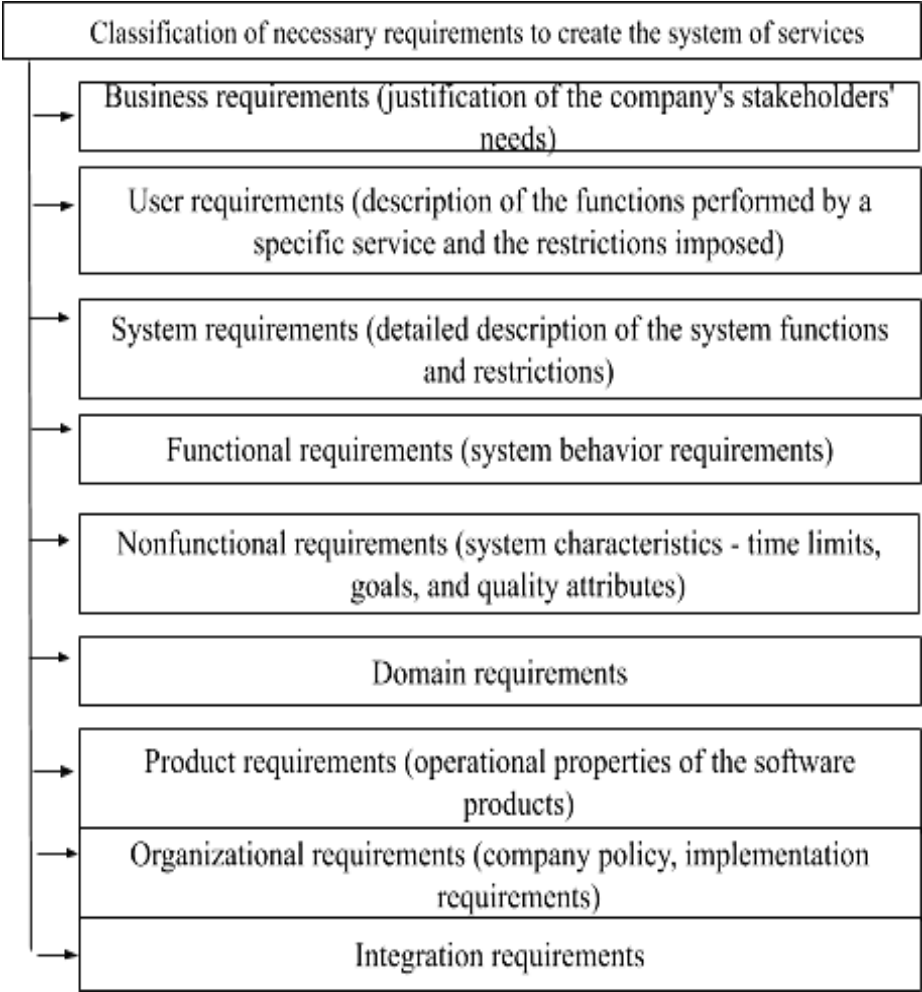 Classification of necessary requirements to create the system of services
Business requirements (justification of the company's stakeholders'
needs)
User requirements (description of the functions performed by a
specific service and the restrictions imposed)
System requirements (detailed description of the system functions
and restrictions)
Functional requirements (system behavior requirements)
Nonfunctional requirements (system characteristics - time limits,
goals, and quality attributes)
Domain requirements
Product requirements (operational properties of the software
products)
Organizational requirements (company policy, implementation
requirements)
Integration requirements